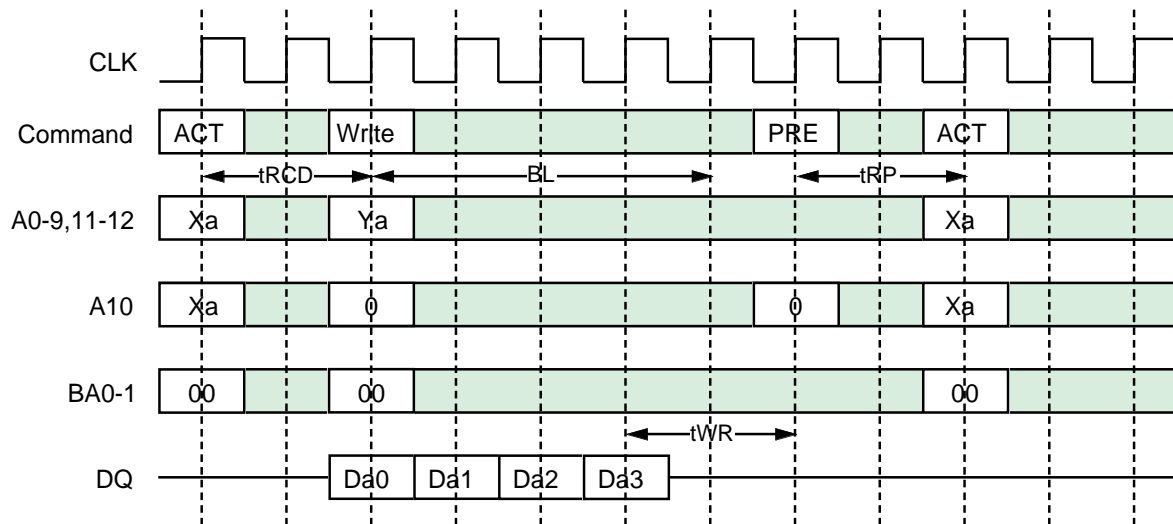 CLK
Command ACT Write PRE ACT
tRCD BL tRP
A0-9,11-12 Xa Ya Xa
A10 Xa 0 0 Xa
BA0-1 00 00 00
tWR
DQ Da0 Da1 Da2 Da3